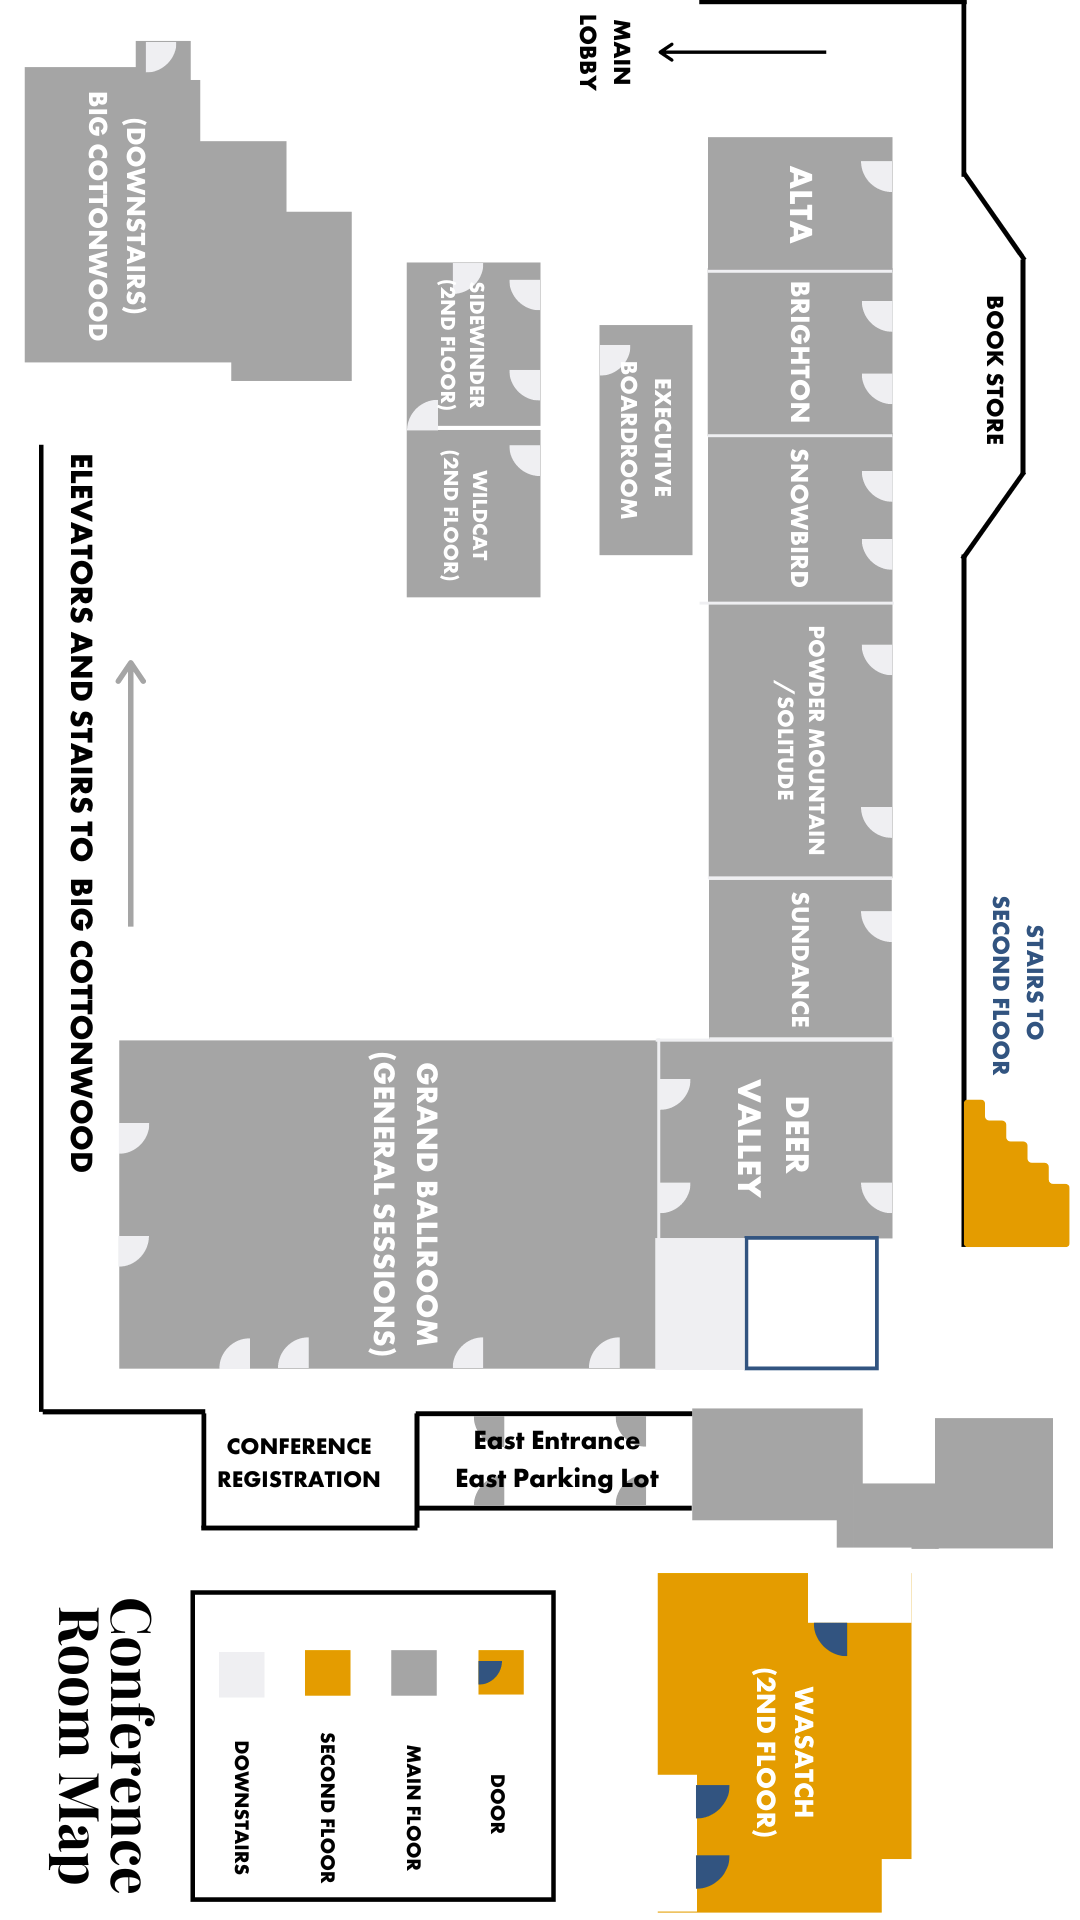 MAIN
LOBBY
BOOK STORE
STAIRS TO
SECOND FLOOR
ALTA
BRIGHTON
SNOWBIRD
POWDER MOUNTAIN
/SOLITUDE
SUNDANCE
DEER
VALLEY
EXECUTIVE
BOARDROOM
SIDEWINDER
(2ND FLOOR)
WILDCAT
(2ND FLOOR)
(DOWNSTAIRS)
BIG COTTONWOOD
GRAND BALLROOM
(GENERAL SESSIONS)
ELEVATORS AND STAIRS TO BIG COTTONWOOD
CONFERENCE
REGISTRATION
East Entrance
East Parking Lot
WASATCH
(2ND FLOOR)
DOOR
MAIN FLOOR
SECOND FLOOR
DOWNSTAIRS
Conference
Room Map